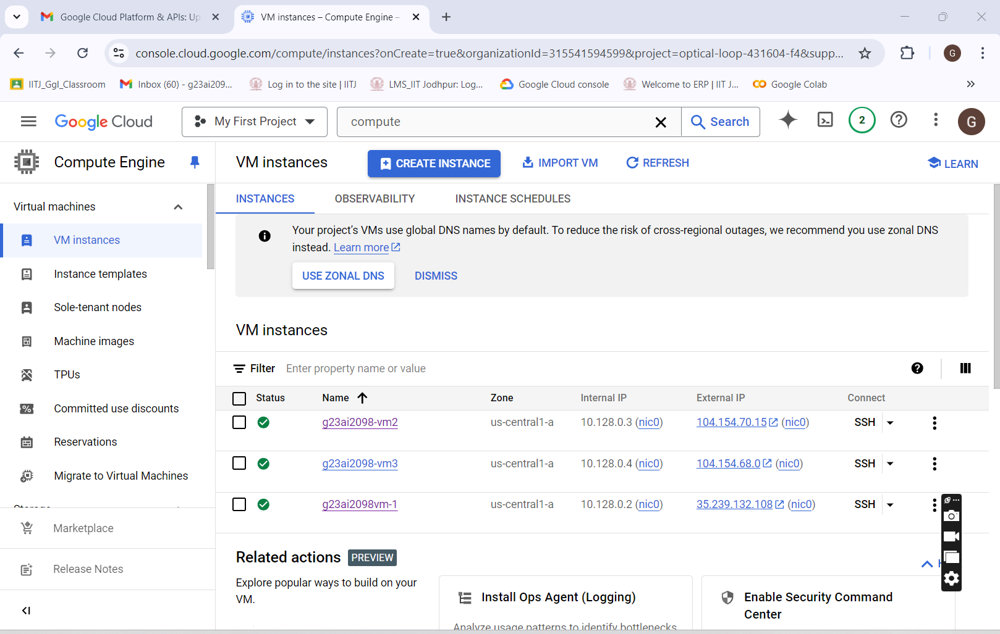 Google Cloud Platform & APIs: Up
VM instances – Compute Engine –
console.cloud.google.com/compute/instances?onCreate=true&organizationId=315541594599&project=optical-loop-431604-f4&supp...
G
IITJ_Ggl_Classroom
Inbox (60) - g23ai209...
Log in to the site | IITJ
LMS_IIT Jodhpur: Log...
Google Cloud console
Welcome to ERP | IIT J...
Google Colab
Google Cloud
My First Project
compute
Search
2
G
Compute Engine
VM instances
CREATE INSTANCE
IMPORT VM
REFRESH
LEARN
Virtual machines
VM instances
Instance templates
Sole-tenant nodes
Machine images
TPUs
Committed use discounts
Reservations
Migrate to Virtual Machines
Marketplace
Release Notes
INSTANCES OBSERVABILITY INSTANCE SCHEDULES
Your project's VMs use global DNS names by default. To reduce the risk of cross-regional outages, we recommend you use zonal DNS
instead. Learn more
USE ZONAL DNS DISMISS
VM instances
Filter Enter property name or value
Status Name Zone Internal IP External IP Connect
g23ai2098-vm2 us-central1-a 10.128.0.3 (nic0) 104.154.70.15 (nic0) SSH
g23ai2098-vm3 us-central1-a 10.128.0.4 (nic0) 104.154.68.0 (nic0) SSH
g23ai2098vm-1 us-central1-a 10.128.0.2 (nic0) 35.239.132.108 (nic0) SSH
Related actions PREVIEW
Explore popular ways to build on your
VM.
Install Ops Agent (Logging)
Analyze usage patterns to identify bottlenecks
Enable Security Command
Center